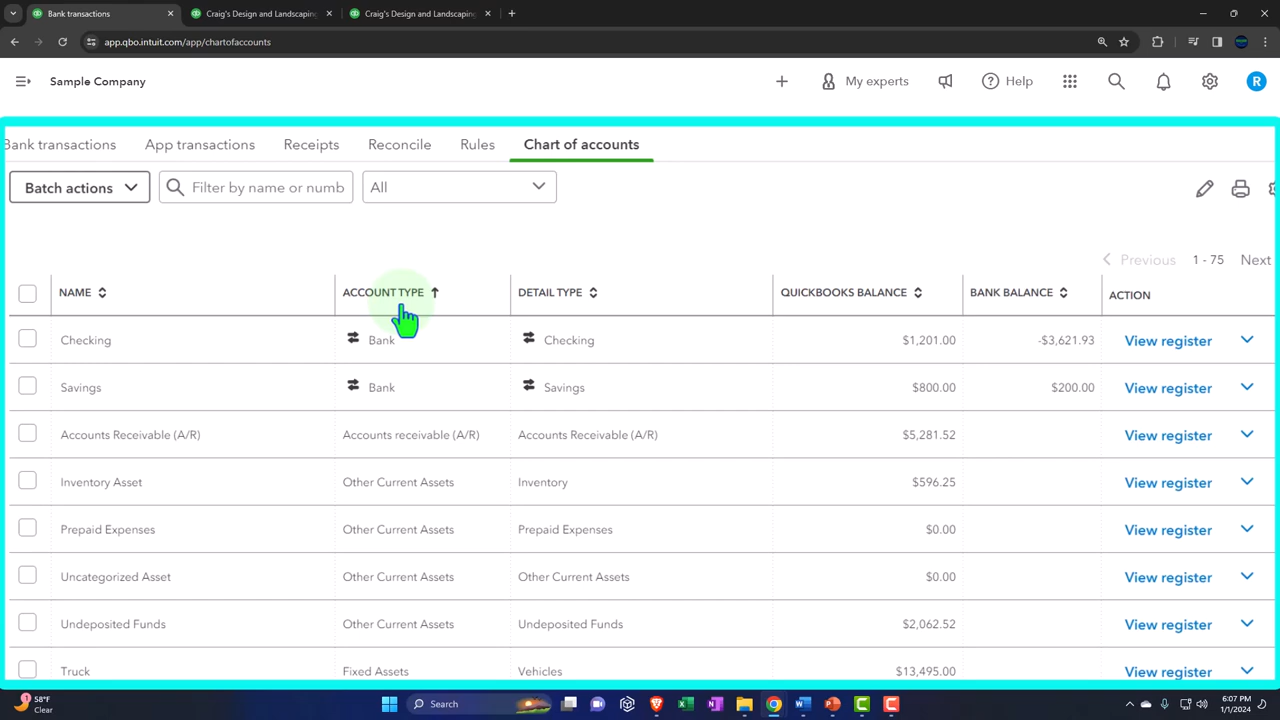 Bank transactions
Craig's Design and Landscaping
Craig's Design and Landscaping
app.qbo.intuit.com/app/chartofaccounts
Sample Company
My experts
Help
R
Bank transactions App transactions Receipts Reconcile Rules Chart of accounts
Batch actions Filter by name or numb All
Previous 1 - 75 Next
NAME ACCOUNT TYPE DETAIL TYPE QUICKBOOKS BALANCE BANK BALANCE ACTION
Checking Bank Checking $1,201.00 -$3,621.93 View register
Savings Bank Savings $800.00 $200.00 View register
Accounts Receivable (A/R) Accounts receivable (A/R) Accounts Receivable (A/R) $5,281.52 View register
Inventory Asset Other Current Assets Inventory $596.25 View register
Prepaid Expenses Other Current Assets Prepaid Expenses $0.00 View register
Uncategorized Asset Other Current Assets Other Current Assets $0.00 View register
Undeposited Funds Other Current Assets Undeposited Funds $2,062.52 View register
Truck Fixed Assets Vehicles $13,495.00 View register
58°F
Clear
Search
6:07 PM
1/1/2024